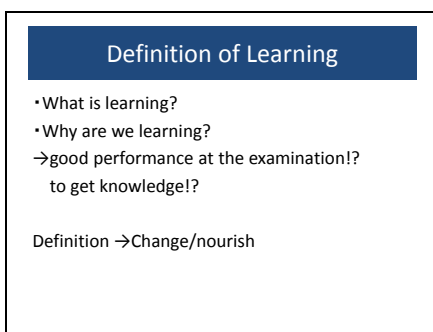 Definition of Learning
・What is learning?
・Why are we learning?
→good performance at the examination!?
to get knowledge!?
Definition →Change/nourish